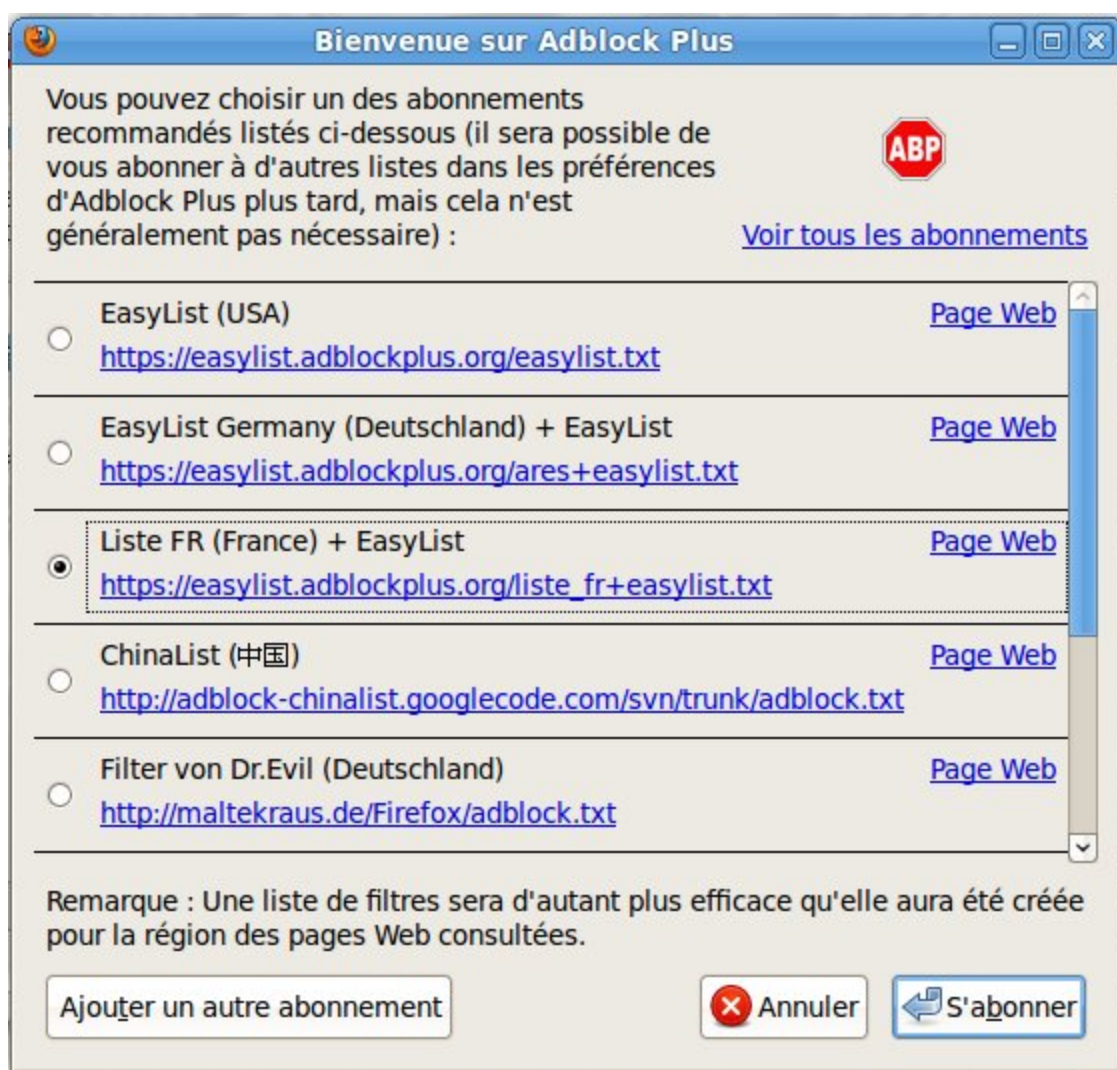 Bienvenue sur Adblock Plus
Vous pouvez choisir un des abonnements
recommandés listés ci-dessous (il sera possible de
vous abonner à d'autres listes dans les préférences
d'Adblock Plus plus tard, mais cela n'est
généralement pas nécessaire) :
ABP
Voir tous les abonnements
EasyList (USA)
Page Web
https://easylist.adblockplus.org/easylist.txt
EasyList Germany (Deutschland) + EasyList
Page Web
https://easylist.adblockplus.org/ares+easylist.txt
Liste FR (France) + EasyList
Page Web
https://easylist.adblockplus.org/liste_fr+easylist.txt
ChinaList (中国)
Page Web
http://adblock-chinalist.googlecode.com/svn/trunk/adblock.txt
Filter von Dr.Evil (Deutschland)
Page Web
http://maltekraus.de/Firefox/adblock.txt
Remarque : Une liste de filtres sera d'autant plus efficace qu'elle aura été créée
pour la région des pages Web consultées.
Ajouter un autre abonnement
Annuler
S'abonner